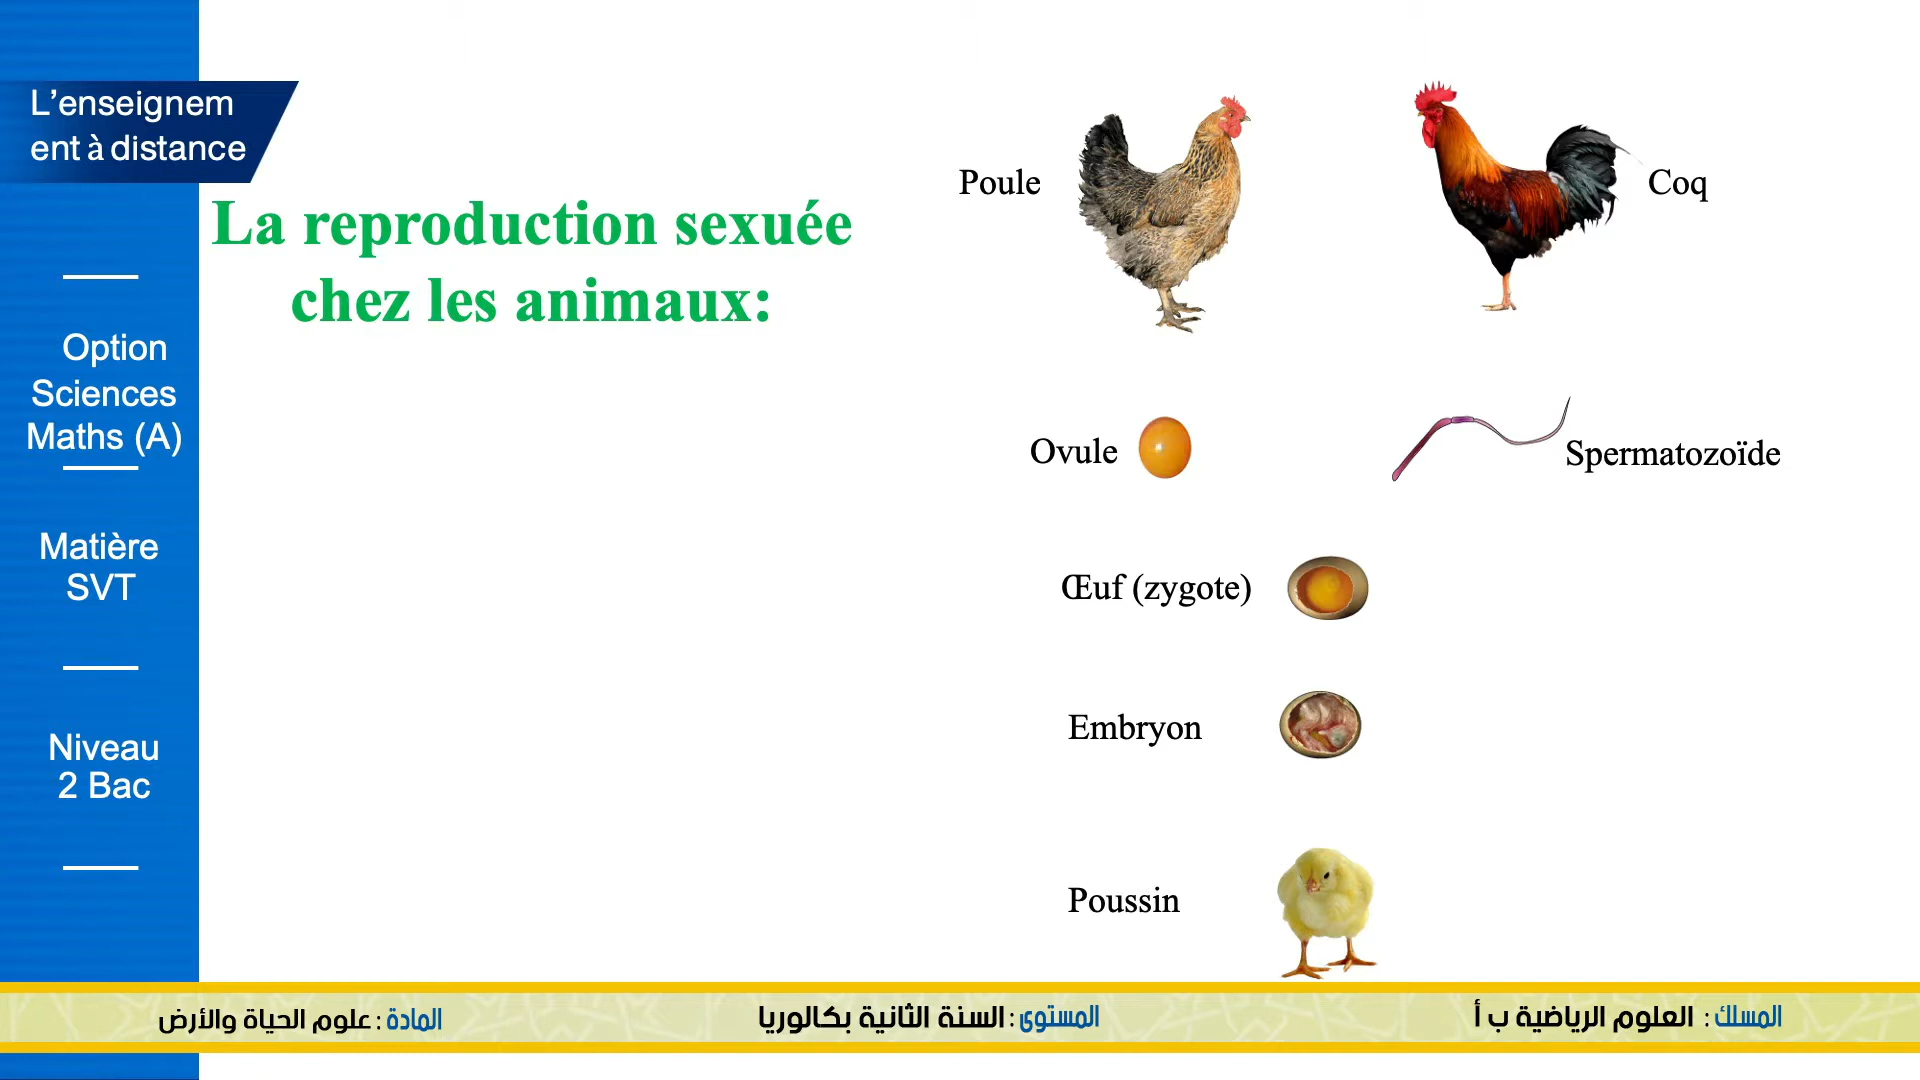 L’enseignem
ent à distance
Option
Sciences
Maths (A)
Matière
SVT
Niveau
2 Bac
La reproduction sexuée
chez les animaux:
Poule
Coq
Ovule
Spermatozoïde
Œuf (zygote)
Embryon
Poussin
المسلك : العلوم الرياضية ب أ
المستوى : السنة الثانية بكالوريا
المادة : علوم الحياة والأرض